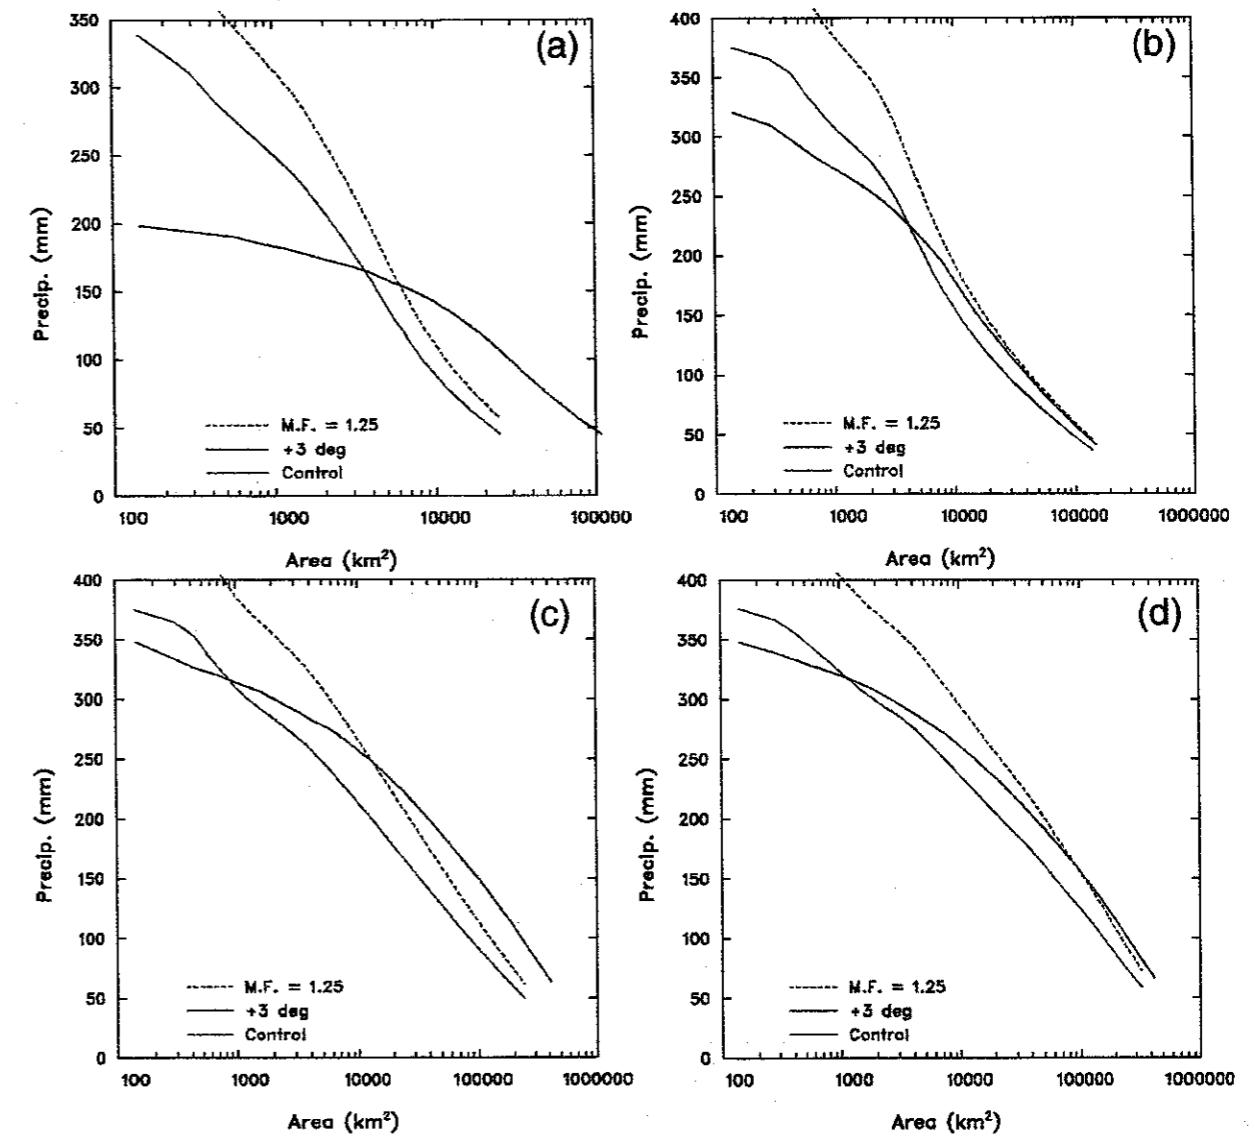 350
300
250
200
150
100
50
0
Precip. (mm)
(a)
M.F. = 1.25
+3 deg
Control
100 1000 10000 100000
Area (km²)
400
350
300
250
200
150
100
50
0
Precip. (mm)
(b)
M.F. = 1.25
+3 deg
Control
100 1000 10000 100000 1000000
Area (km²)
400
350
300
250
200
150
100
50
0
Precip. (mm)
(c)
M.F. = 1.25
+3 deg
Control
100 1000 10000 100000 1000000
Area (km²)
400
350
300
250
200
150
100
50
0
Precip. (mm)
(d)
M.F. = 1.25
+3 deg
Control
100 1000 10000 100000 1000000
Area (km²)